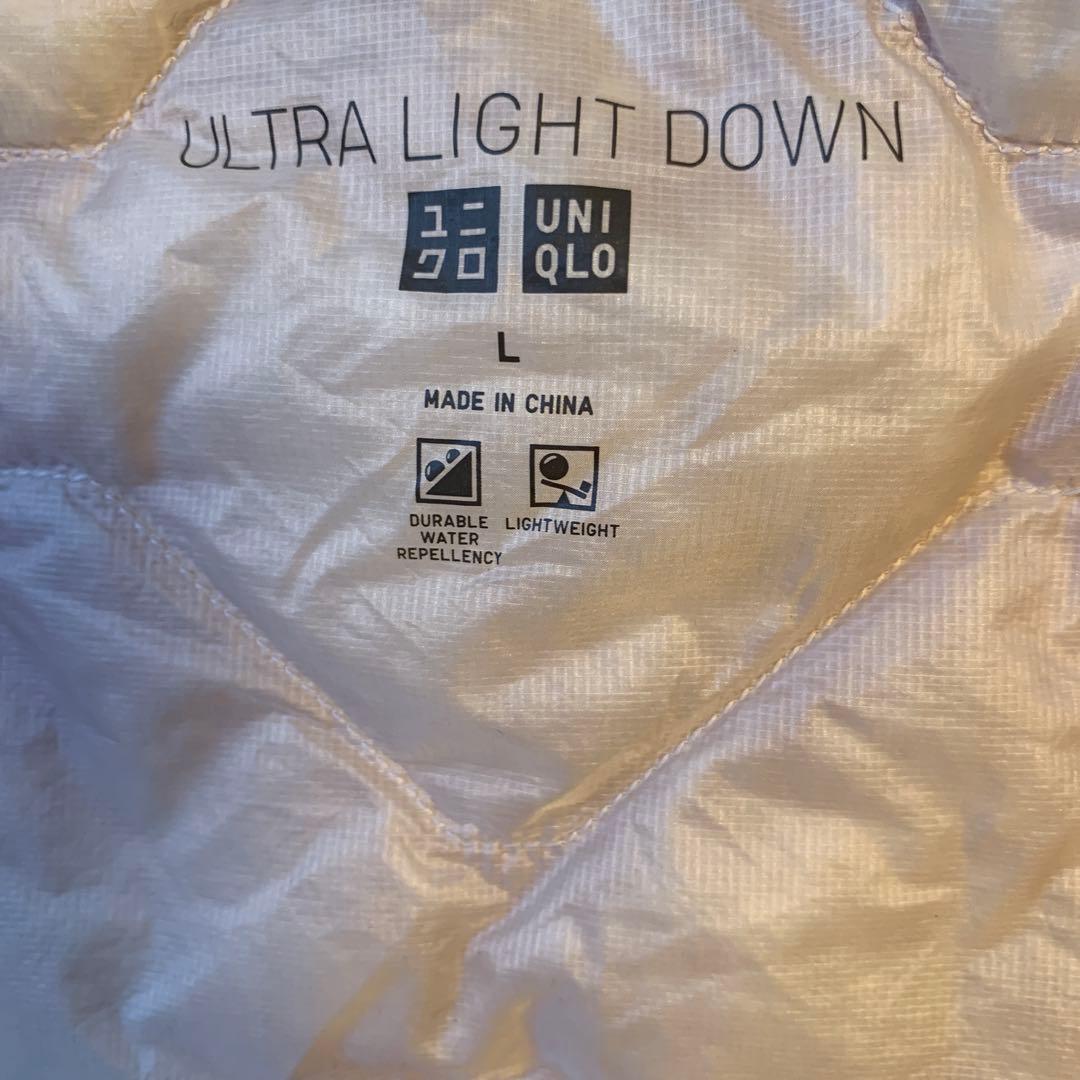 ULTRA LIGHT DOWN
ユニ
クロ
UNI
QLO
L
MADE IN CHINA
DURABLE
WATER
REPELLENCY
LIGHTWEIGHT